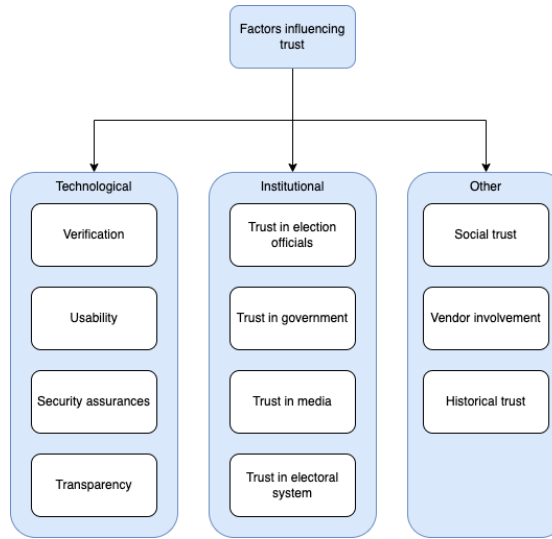 Factors influencing
trust
Technological
Verification
Usability
Security assurances
Transparency
Institutional
Trust in election
officials
Trust in government
Trust in media
Trust in electoral
system
Other
Social trust
Vendor involvement
Historical trust